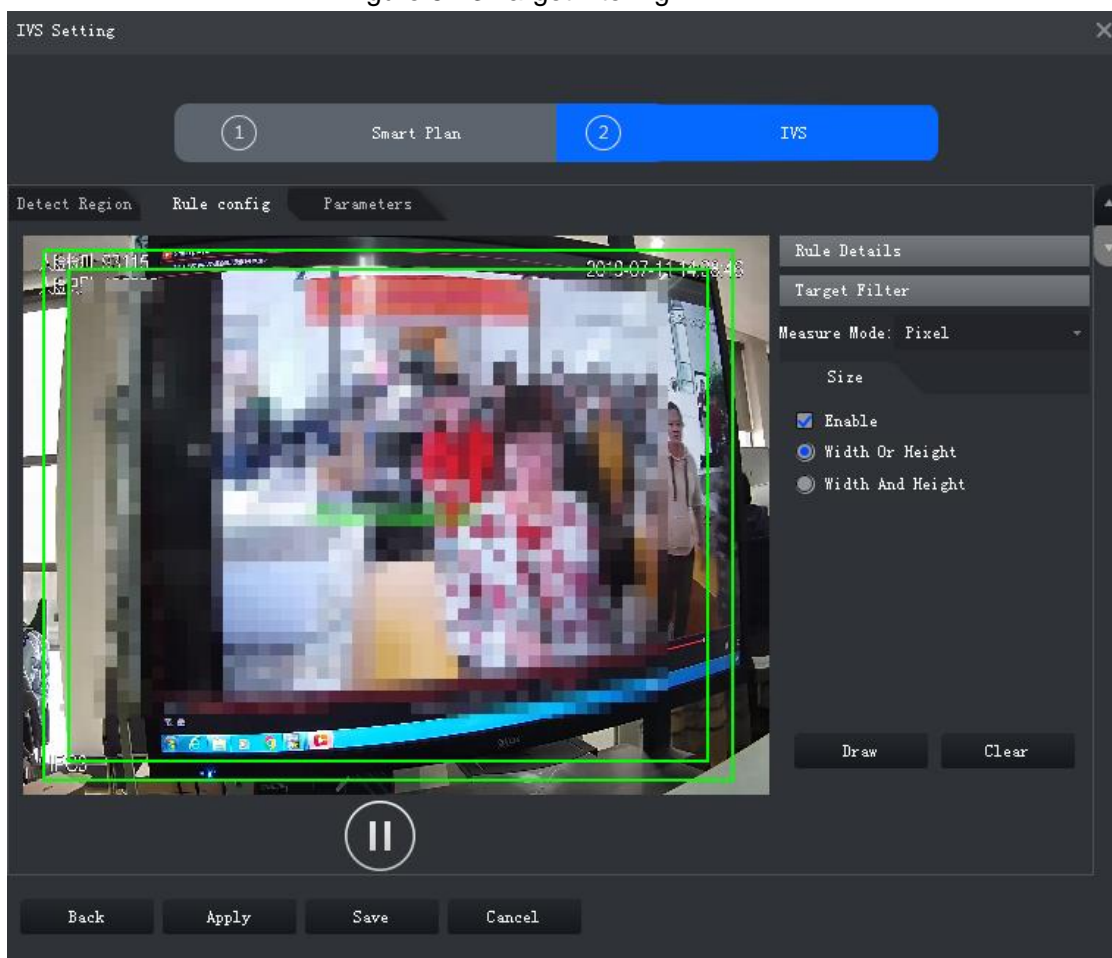 IVS Setting
1 Smart Plan 2 IVS
Detect Region Rule config Parameters
Rule Details
Target Filter
Measure Mode: Pixel
Size
Enable
Width Or Height
Width And Height
Draw Clear
Back Apply Save Cancel